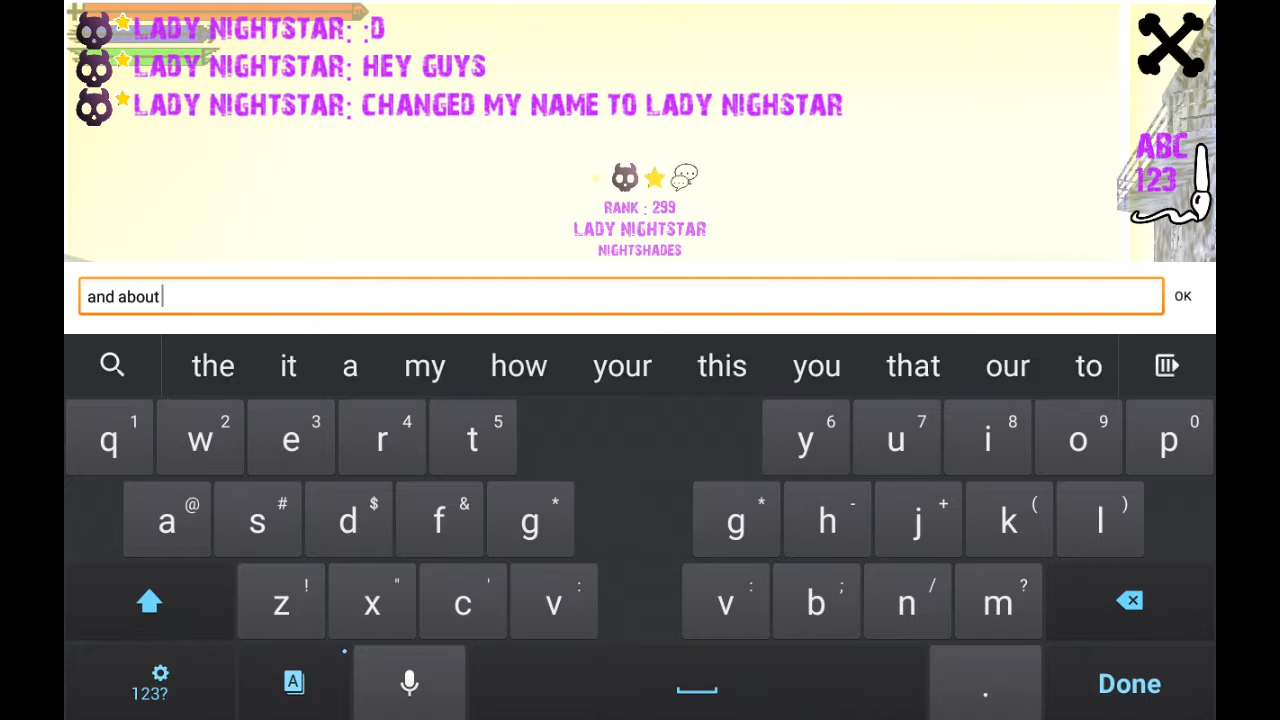 LADY NIGHTSTAR: :D
LADY NIGHTSTAR: HEY GUYS
LADY NIGHTSTAR: CHANGED MY NAME TO LADY NIGHSTAR
ABC
123
RANK : 299
LADY NIGHTSTAR
NIGHTSHADES
and about
OK
the it a my how your this you that our to
q 1 w 2 e 3 r 4 t 5 y 6 u 7 i 8 o 9 p 0
a @ s # d $ f & g * g * h - j + k ( l )
z ! x " c ' v : v : b ; n / m ?
123? A . Done